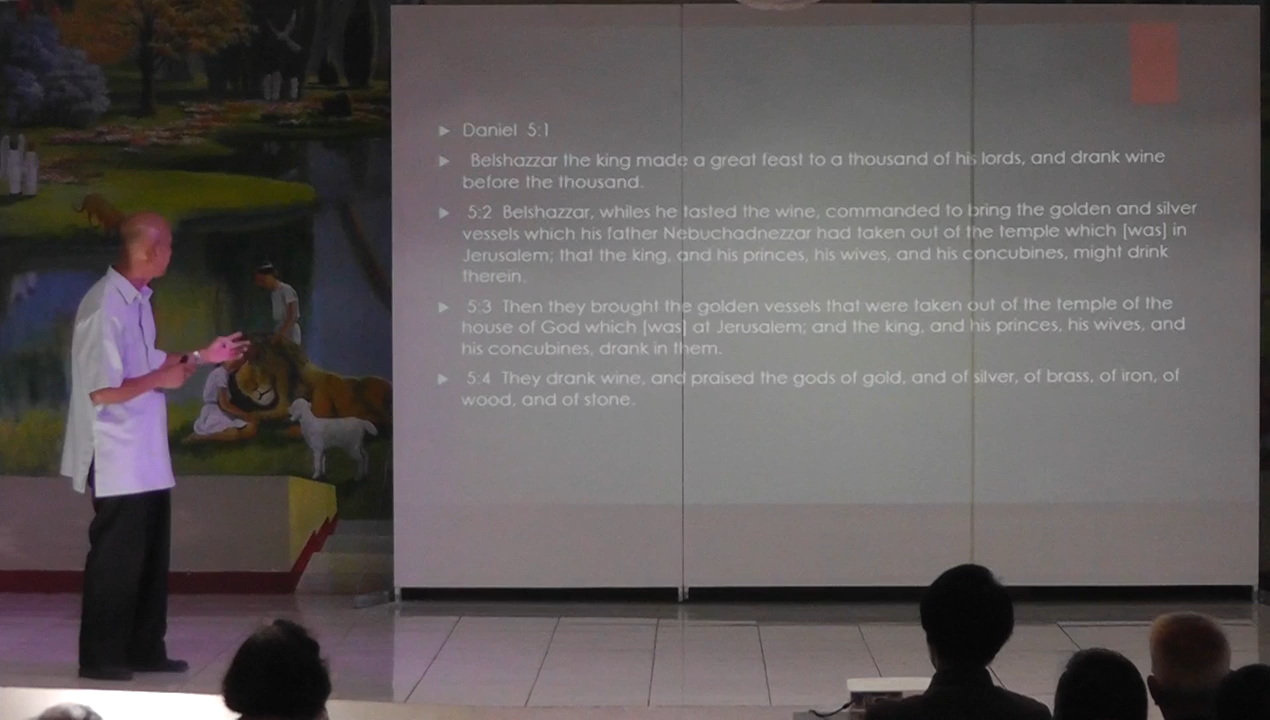 Daniel 5:1
Belshazzar the king made a great feast to a thousand of his lords, and drank wine
before the thousand.
5:2 Belshazzar, whiles he tasted the wine, commanded to bring the golden and silver
vessels which his father Nebuchadnezzar had taken out of the temple which [was] in
Jerusalem; that the king, and his princes, his wives, and his concubines, might drink
therein.
5:3 Then they brought the golden vessels that were taken out of the temple of the
house of God which [was] at Jerusalem; and the king, and his princes, his wives, and
his concubines, drank in them.
5:4 They drank wine, and praised the gods of gold, and of silver, of brass, of iron, of
wood, and of stone.